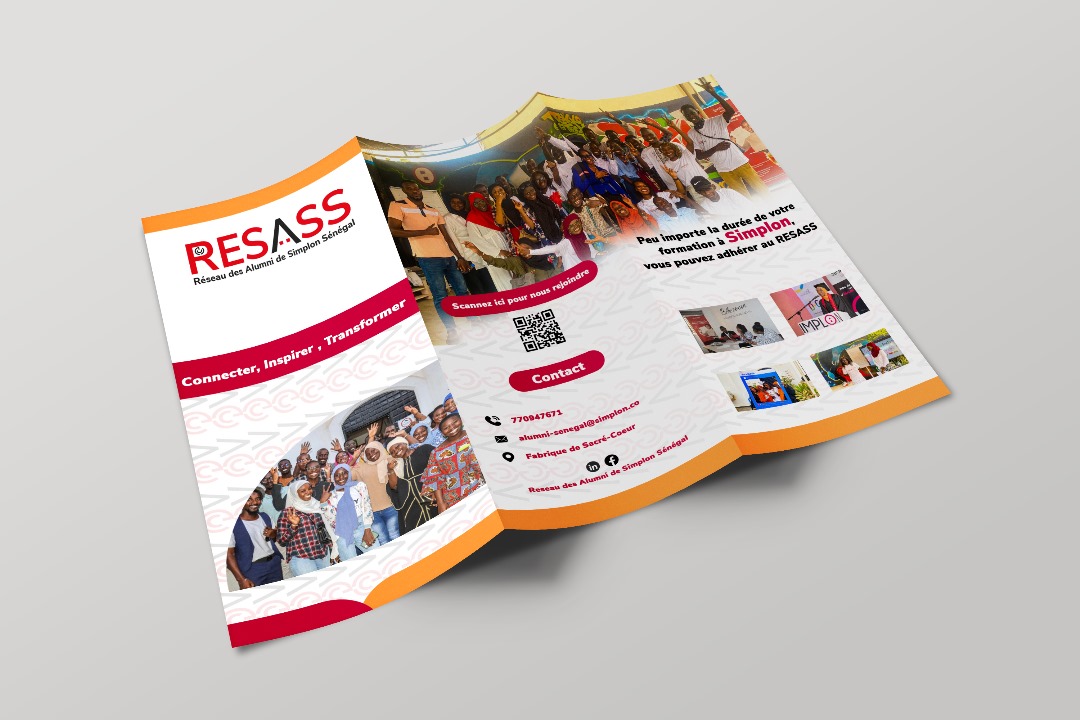 RESASS
Réseau des Alumni de Simplon Sénégal
Connecter, Inspirer , Transformer
Scannez ici pour nous rejoindre
Contact
770947671
alumni-senegal@simplon.co
Fabrique de Sacré-Coeur
in f
Reseau des Alumni de Simplon Sénégal
Peu importe la durée de votre
formation à Simplon,
vous pouvez adhérer au RESASS